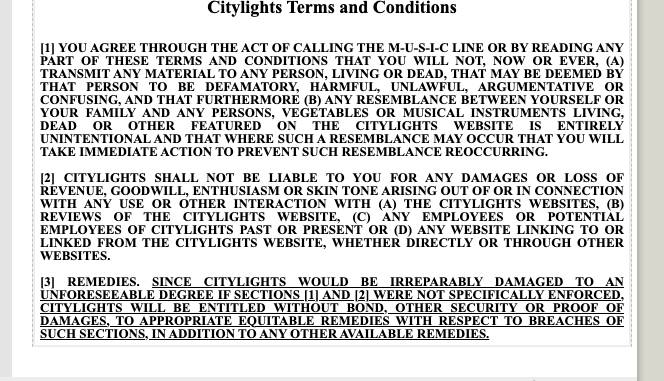 Citylights Terms and Conditions
[1] YOU AGREE THROUGH THE ACT OF CALLING THE M-U-S-I-C LINE OR BY READING ANY
PART OF THESE TERMS AND CONDITIONS THAT YOU WILL NOT, NOW OR EVER, (A)
TRANSMIT ANY MATERIAL TO ANY PERSON, LIVING OR DEAD, THAT MAY BE DEEMED BY
THAT PERSON TO BE DEFAMATORY, HARMFUL, UNLAWFUL, ARGUMENTATIVE OR
CONFUSING, AND THAT FURTHERMORE (B) ANY RESEMBLANCE BETWEEN YOURSELF OR
YOUR FAMILY AND ANY PERSONS, VEGETABLES OR MUSICAL INSTRUMENTS LIVING,
DEAD OR OTHER FEATURED ON THE CITYLIGHTS WEBSITE IS ENTIRELY
UNINTENTIONAL AND THAT WHERE SUCH A RESEMBLANCE MAY OCCUR THAT YOU WILL
TAKE IMMEDIATE ACTION TO PREVENT SUCH RESEMBLANCE REOCCURRING.
[2] CITYLIGHTS SHALL NOT BE LIABLE TO YOU FOR ANY DAMAGES OR LOSS OF
REVENUE, GOODWILL, ENTHUSIASM OR SKIN TONE ARISING OUT OF OR IN CONNECTION
WITH ANY USE OR OTHER INTERACTION WITH (A) THE CITYLIGHTS WEBSITES, (B)
REVIEWS OF THE CITYLIGHTS WEBSITE, (C) ANY EMPLOYEES OR POTENTIAL
EMPLOYEES OF CITYLIGHTS PAST OR PRESENT OR (D) ANY WEBSITE LINKING TO OR
LINKED FROM THE CITYLIGHTS WEBSITE, WHETHER DIRECTLY OR THROUGH OTHER
WEBSITES.
[3] REMEDIES. SINCE CITYLIGHTS WOULD BE IRREPARABLY DAMAGED TO AN
UNFORESEEABLE DEGREE IF SECTIONS [1] AND [2] WERE NOT SPECIFICALLY ENFORCED,
CITYLIGHTS WILL BE ENTITLED WITHOUT BOND, OTHER SECURITY OR PROOF OF
DAMAGES, TO APPROPRIATE EQUITABLE REMEDIES WITH RESPECT TO BREACHES OF
SUCH SECTIONS, IN ADDITION TO ANY OTHER AVAILABLE REMEDIES.